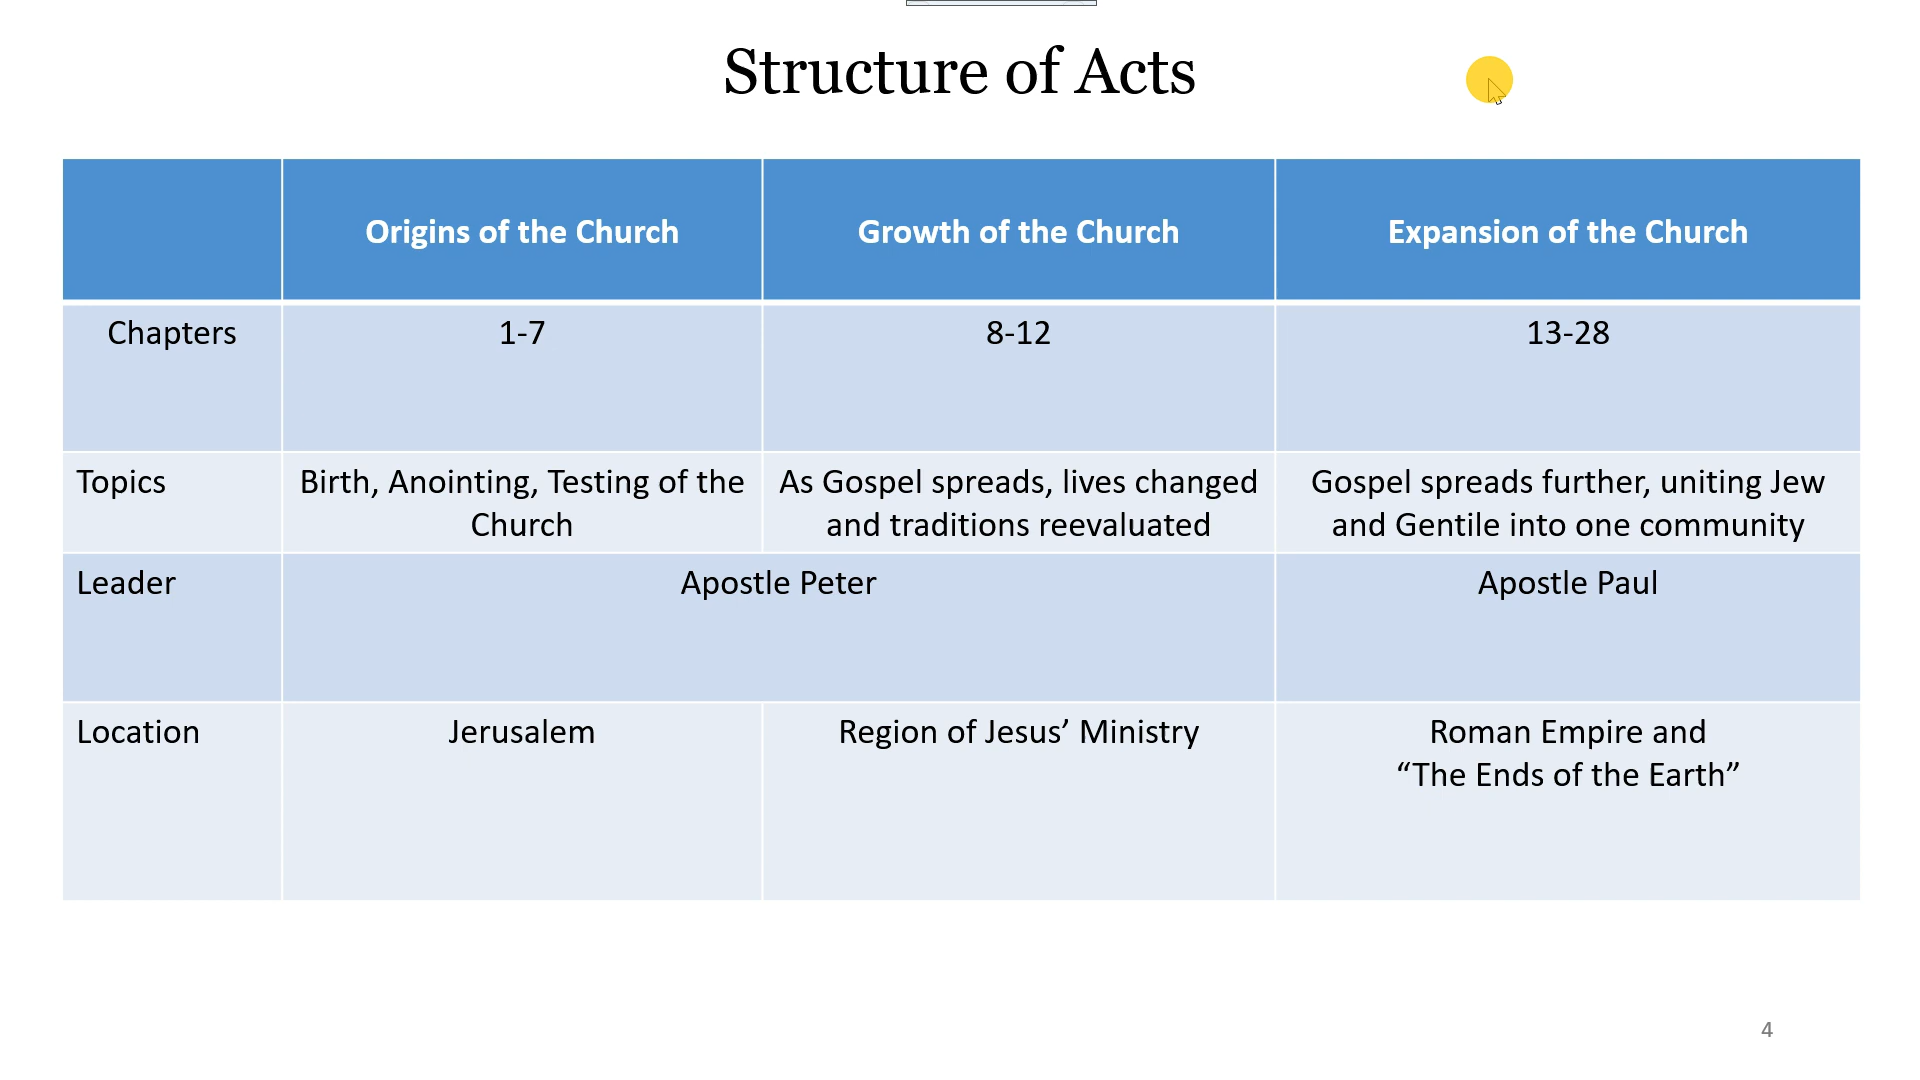 Structure of Acts
Origins of the Church
Growth of the Church
Expansion of the Church
Chapters
1-7
8-12
13-28
Topics
Birth, Anointing, Testing of the
Church
As Gospel spreads, lives changed
and traditions reevaluated
Gospel spreads further, uniting Jew
and Gentile into one community
Leader
Apostle Peter
Apostle Paul
Location
Jerusalem
Region of Jesus’ Ministry
Roman Empire and
“The Ends of the Earth”
4